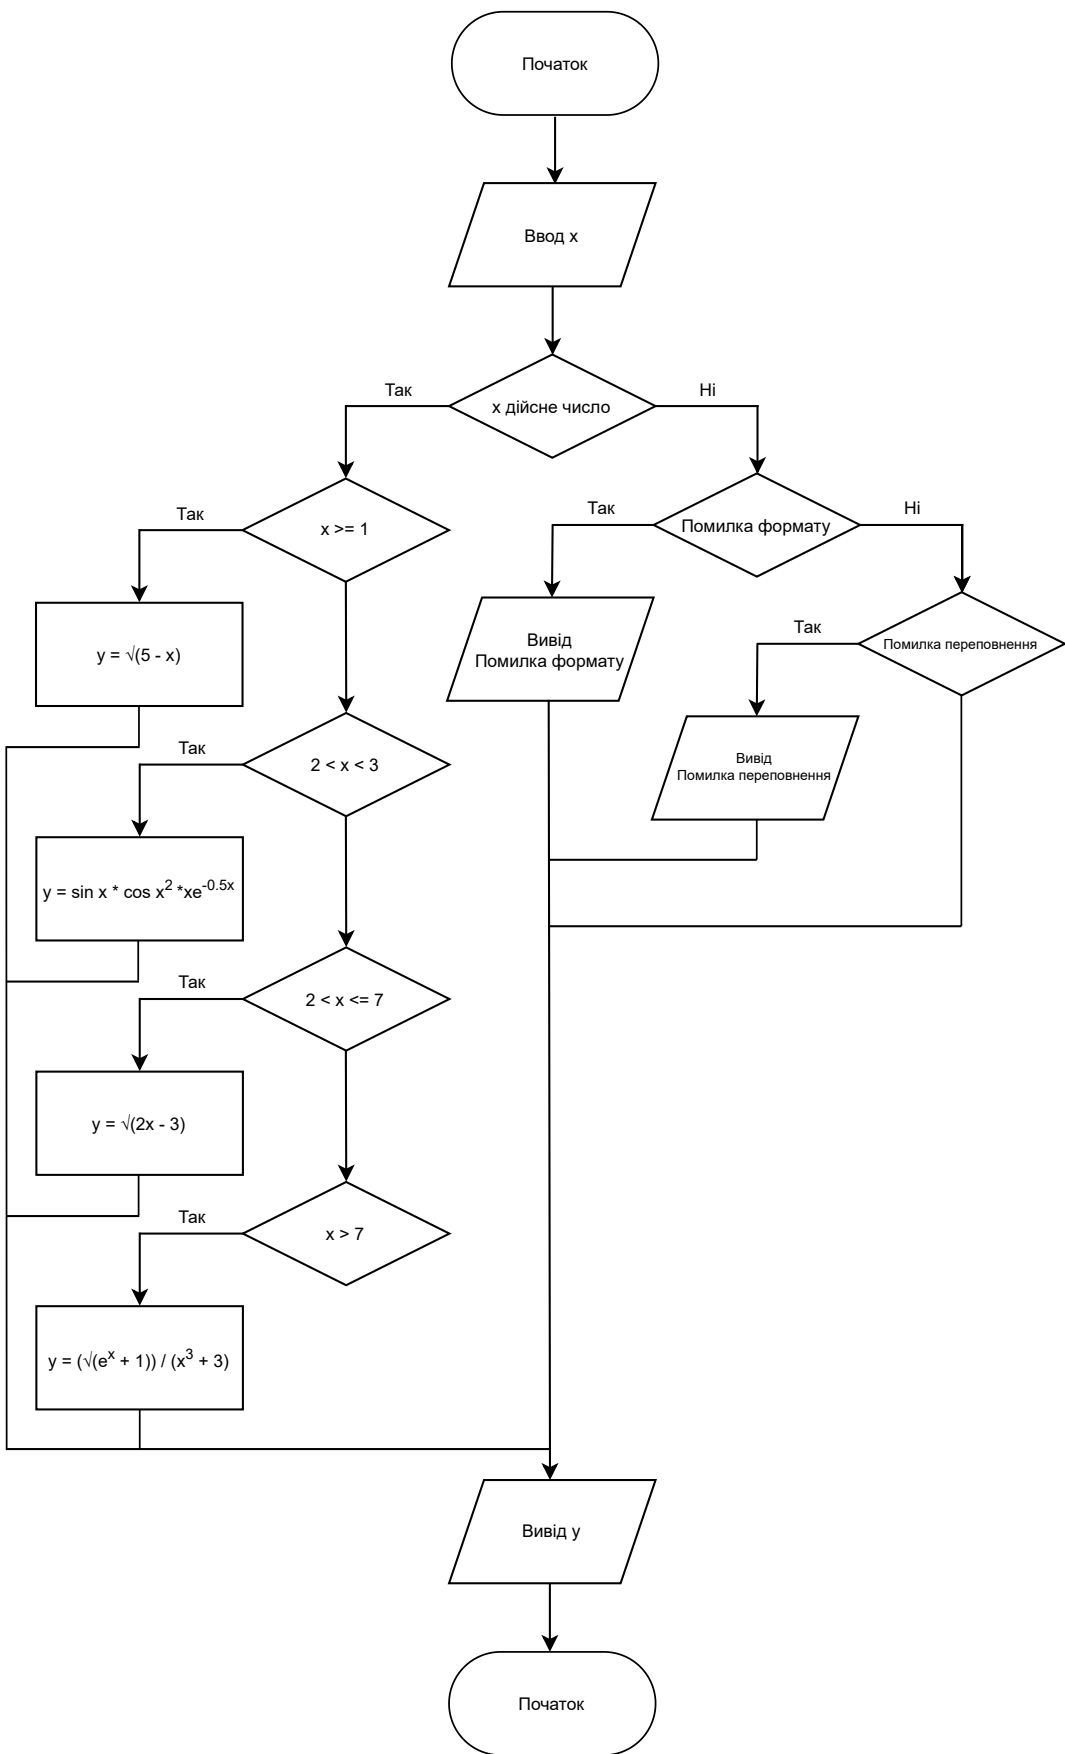 Початок
Ввод x
x дійсне число
Так
Ні
x >= 1
Так
y = √(5 - x)
Помилка формату
Так
Ні
Вивід
Помилка формату
Помилка переповнення
Так
Вивід
Помилка переповнення
2 < x < 3
Так
y = sin x * cos x² *xe^-0.5x
2 < x <= 7
Так
y = √(2x - 3)
x > 7
Так
y = (√(eˣ + 1)) / (x³ + 3)
Вивід y
Початок